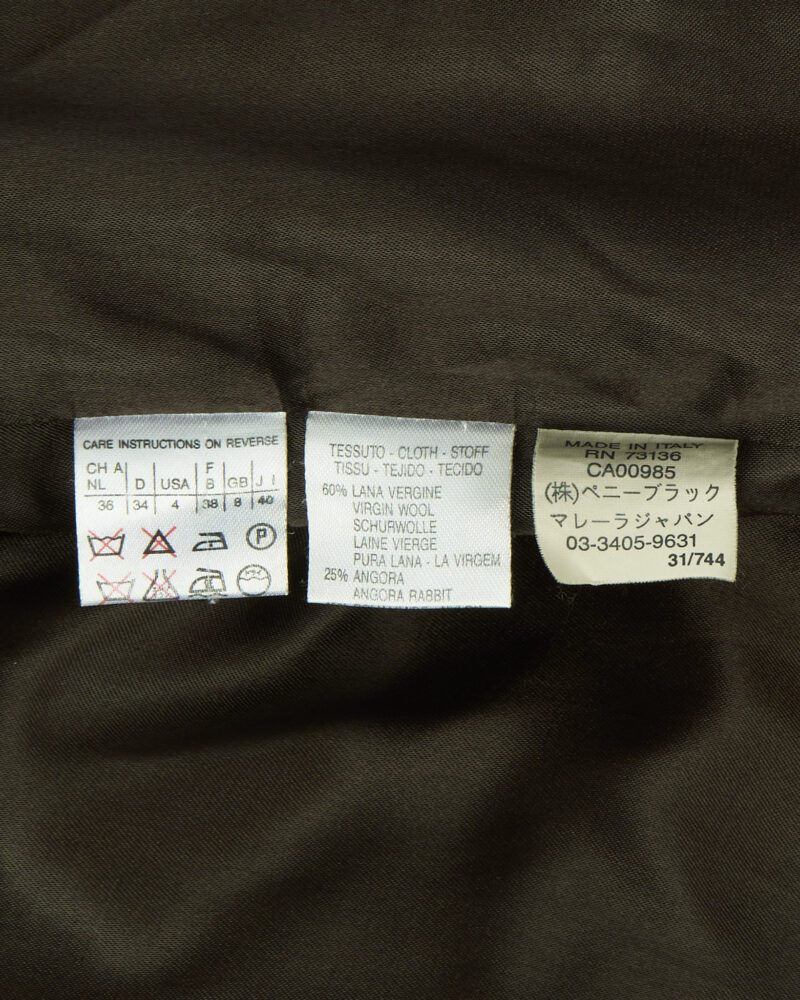 CARE INSTRUCTIONS ON REVERSE
CH A F
NL D USA B GB J I
36 34 4 38 8 40
P
TESSUTO - CLOTH - STOFF
TISSU - TEJIDO - TECIDO
60% LANA VERGINE
VIRGIN WOOL
SCHURWOLLE
LAINE VIERGE
PURA LANA - LA VIRGEM
25% ANGORA
ANGORA RABBIT
MADE IN ITALY
RN 73136
CA00985
(株)ペニーブラック
マレーラジャパン
03-3405-9631
31/744